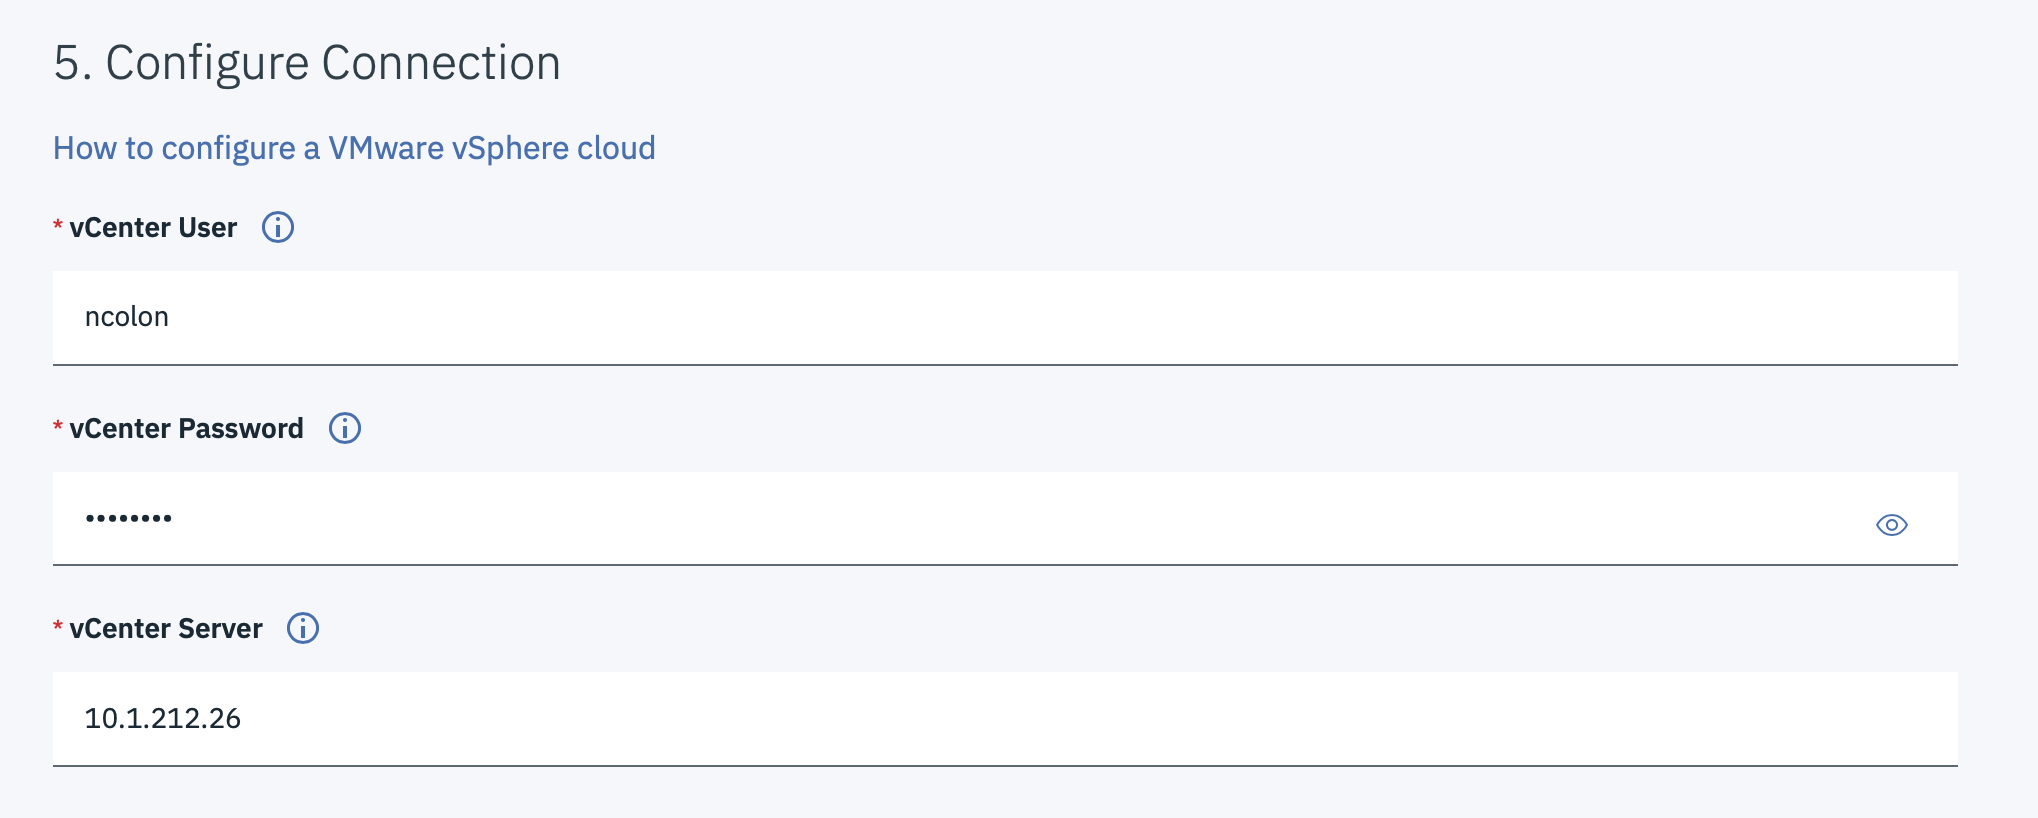 5. Configure Connection
How to configure a VMware vSphere cloud
* vCenter User
ncolon
* vCenter Password
••••••••
* vCenter Server
10.1.212.26